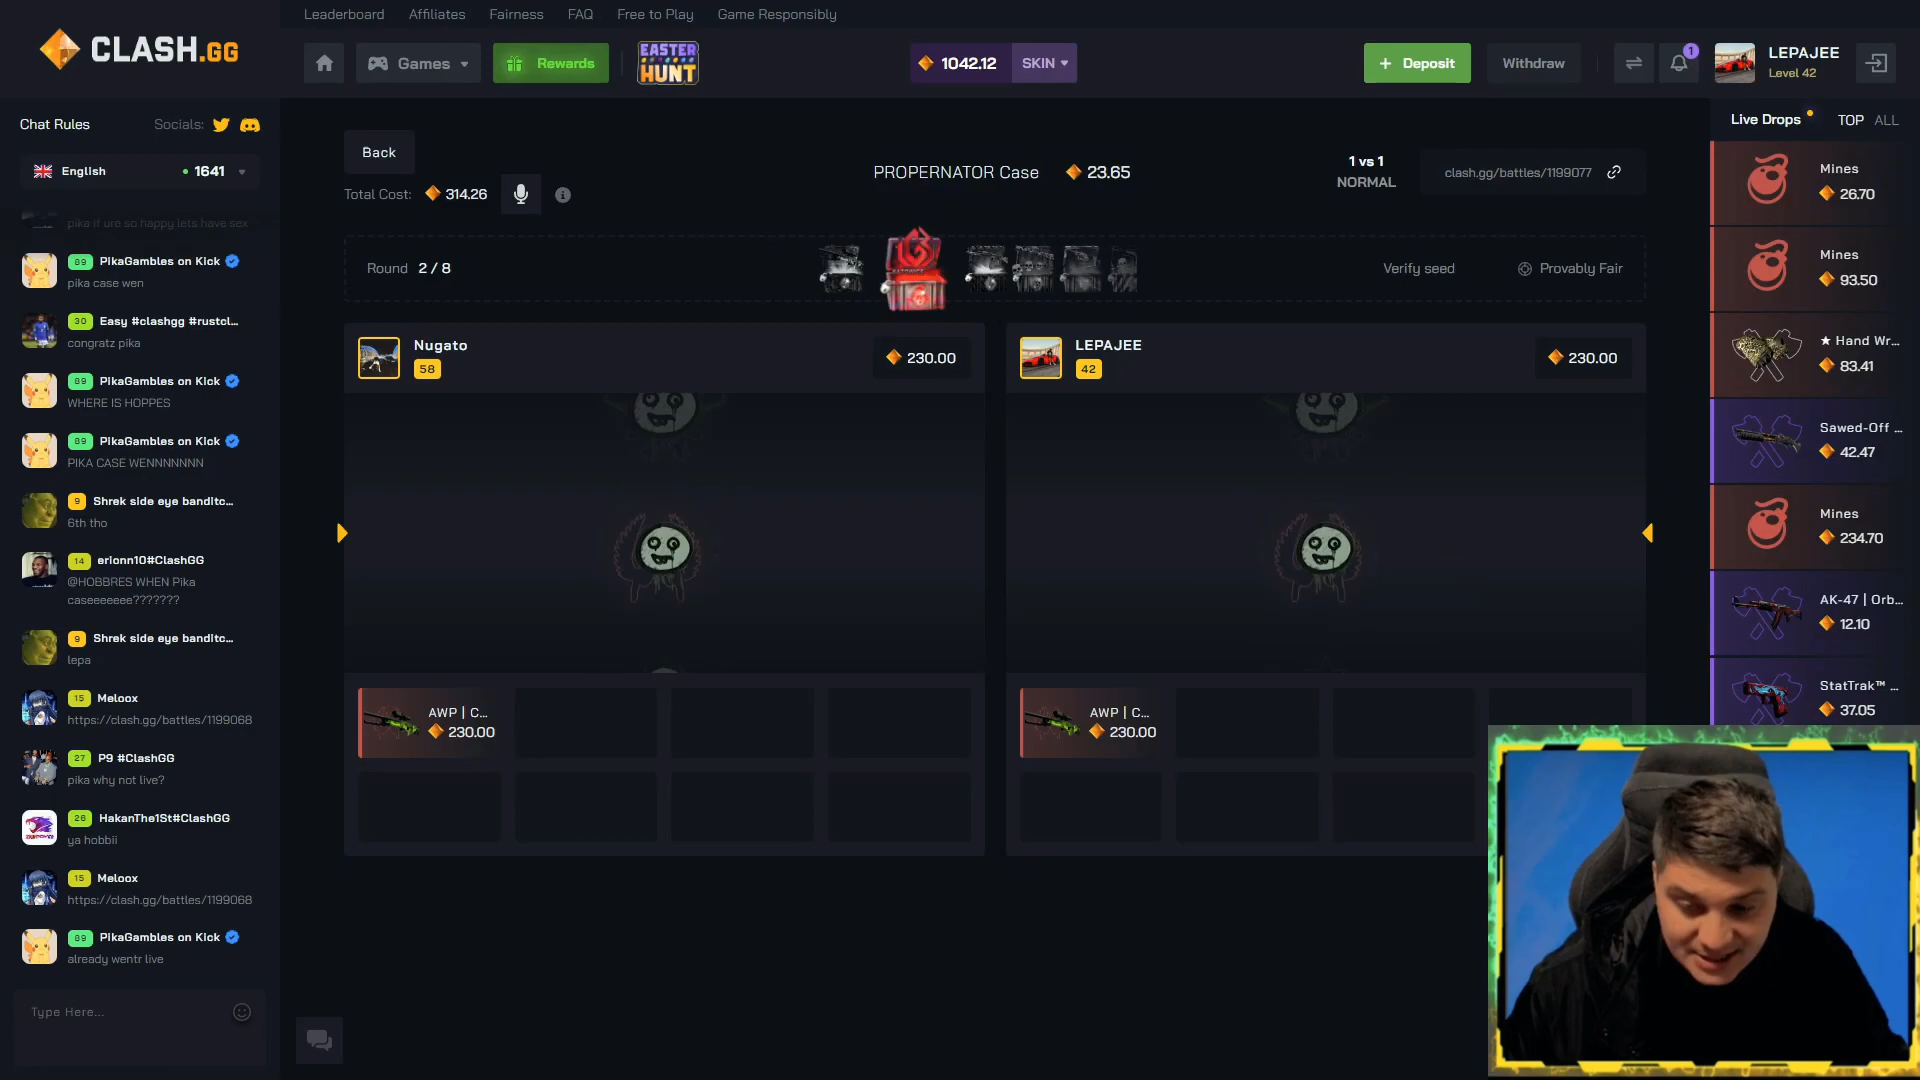 Leaderboard Affiliates Fairness FAQ Free to Play Game Responsibly
CLASH.GG
Games
Rewards
EASTER
HUNT
1042.12
SKIN
+ Deposit
Withdraw
1
LEPAJEE
Level 42
Chat Rules
Socials:
English
1641
pika if ure so happy lets have sex
89 PikaGambles on Kick
pika case wen
30 Easy #clashgg #rustcl...
congratz pika
89 PikaGambles on Kick
WHERE IS HOPPES
89 PikaGambles on Kick
PIKA CASE WENNNNNNN
9 Shrek side eye banditc...
6th tho
14 erionn10#ClashGG
@HOBBRES WHEN Pika
caseeeeeee???????
9 Shrek side eye banditc...
lepa
15 Meloox
https://clash.gg/battles/1199068
27 P9 #ClashGG
pika why not live?
26 HakanThe1St#ClashGG
ya hobbii
15 Meloox
https://clash.gg/battles/1199068
89 PikaGambles on Kick
already wentr live
Type Here...
Back
Total Cost: 314.26
PROPERNATOR Case 23.65
1 vs 1
NORMAL
clash.gg/battles/1199077
Round 2 / 8
Verify seed
Provably Fair
Nugato
58
230.00
LEPAJEE
42
230.00
AWP | C...
230.00
AWP | C...
230.00
Live Drops
TOP ALL
Mines
26.70
Mines
93.50
★ Hand Wr...
83.41
Sawed-Off ...
42.47
Mines
234.70
AK-47 | Orb...
12.10
StatTrak™ ...
37.05